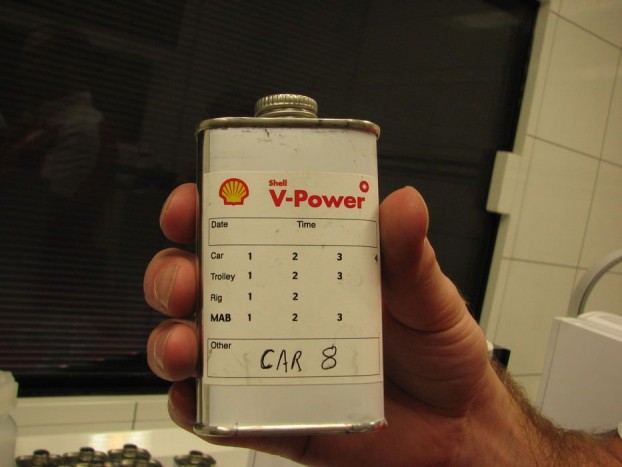 Shell
V-Power
Date Time
Car 1 2 3
Trolley 1 2 3
Rig 1 2
MAB 1 2 3
Other
CAR 8